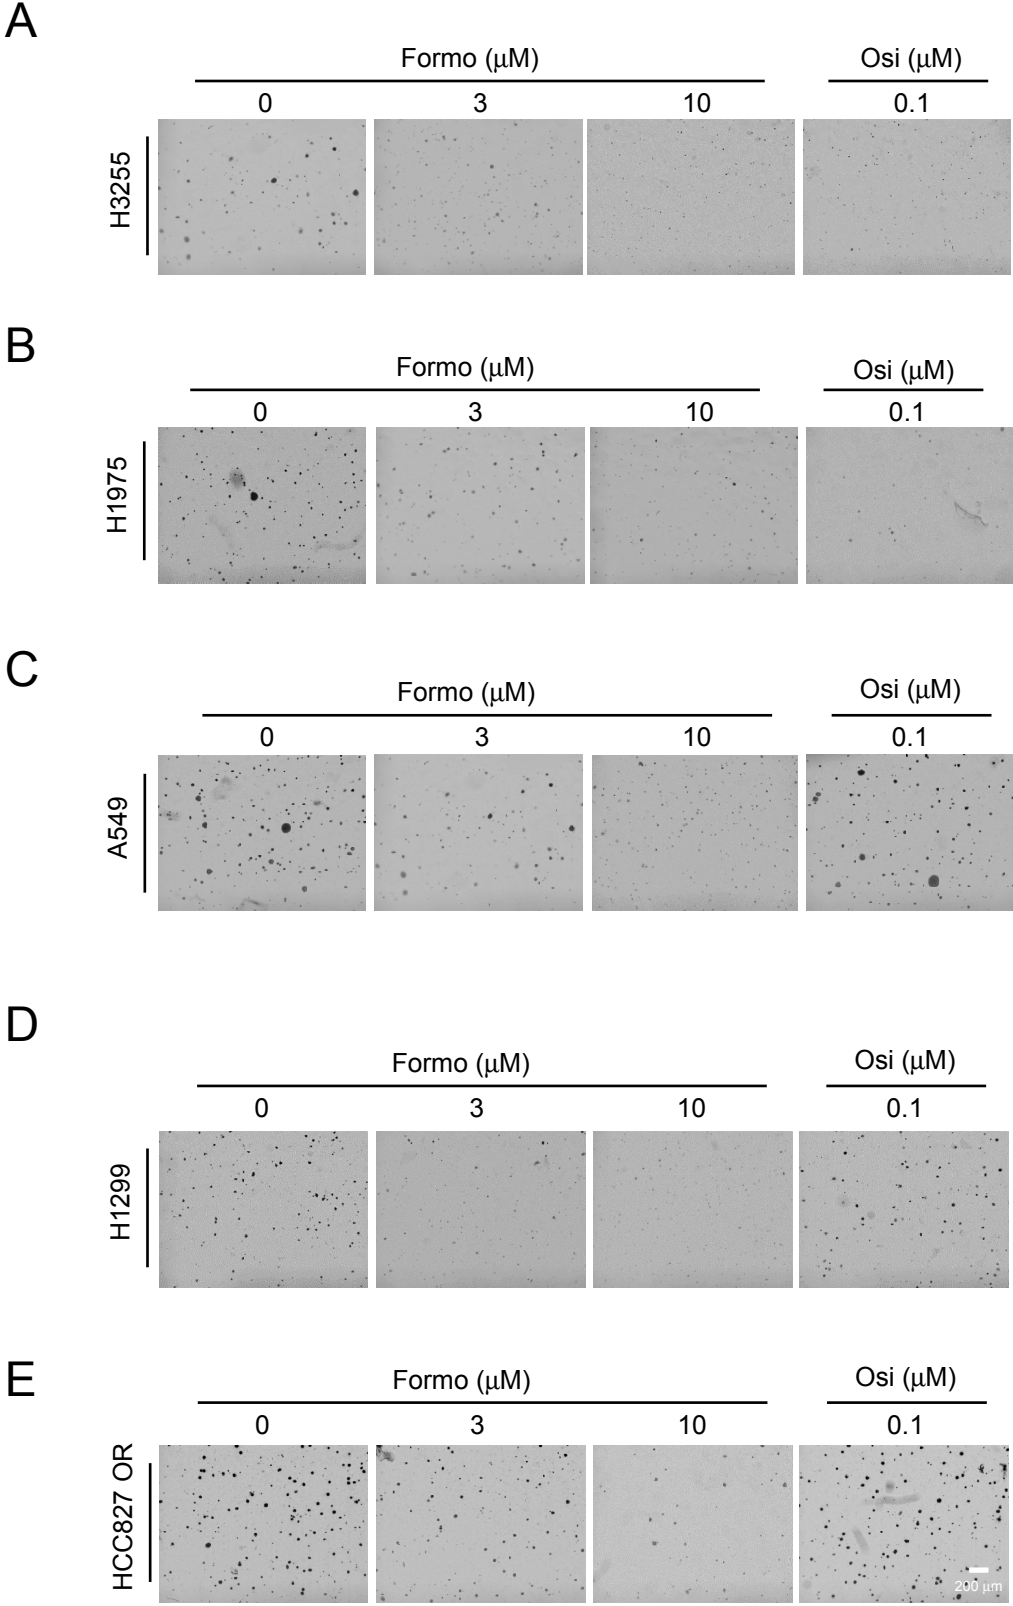 A
Formo (μM)
Osi (μM)
0
3
10
0.1
H3255
B
Formo (μM)
Osi (μM)
0
3
10
0.1
H1975
C
Formo (μM)
Osi (μM)
0
3
10
0.1
A549
D
Formo (μM)
Osi (μM)
0
3
10
0.1
H1299
E
Formo (μM)
Osi (μM)
0
3
10
0.1
HCC827 OR
200 μm